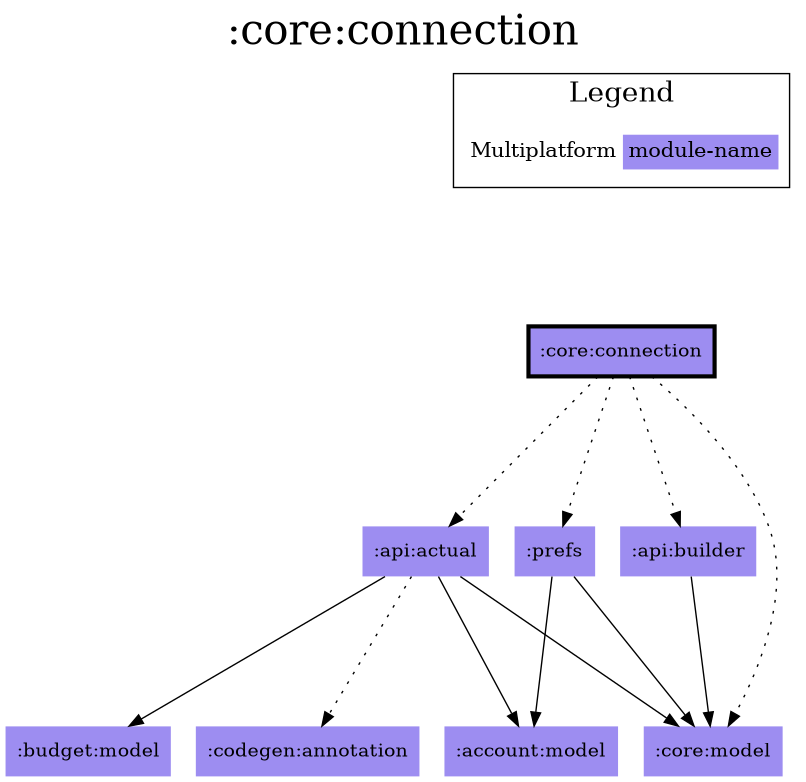 :core:connection
Legend
Multiplatform module-name
:core:connection
:api:actual :prefs :api:builder
:budget:model :codegen:annotation :account:model :core:model